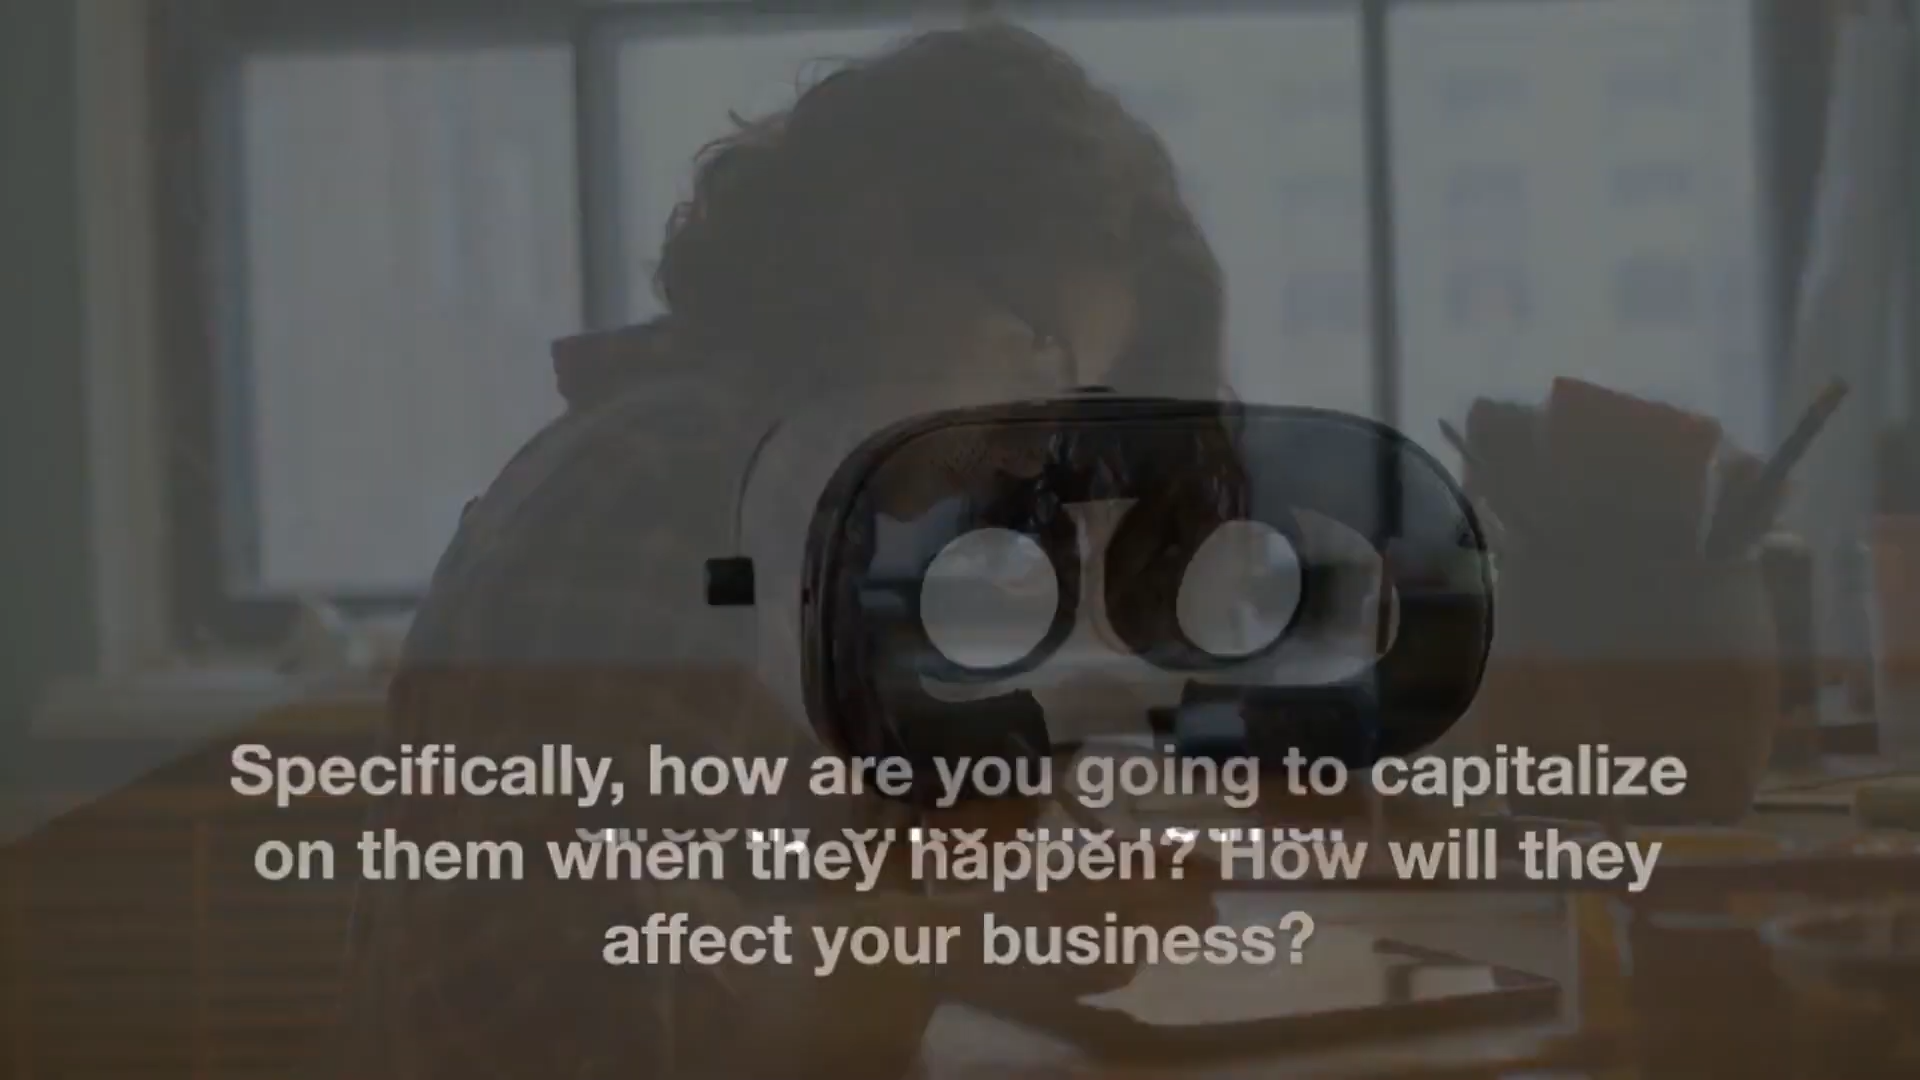 Specifically, how are you going to capitalize
on them when they happen? How will they
affect your business?